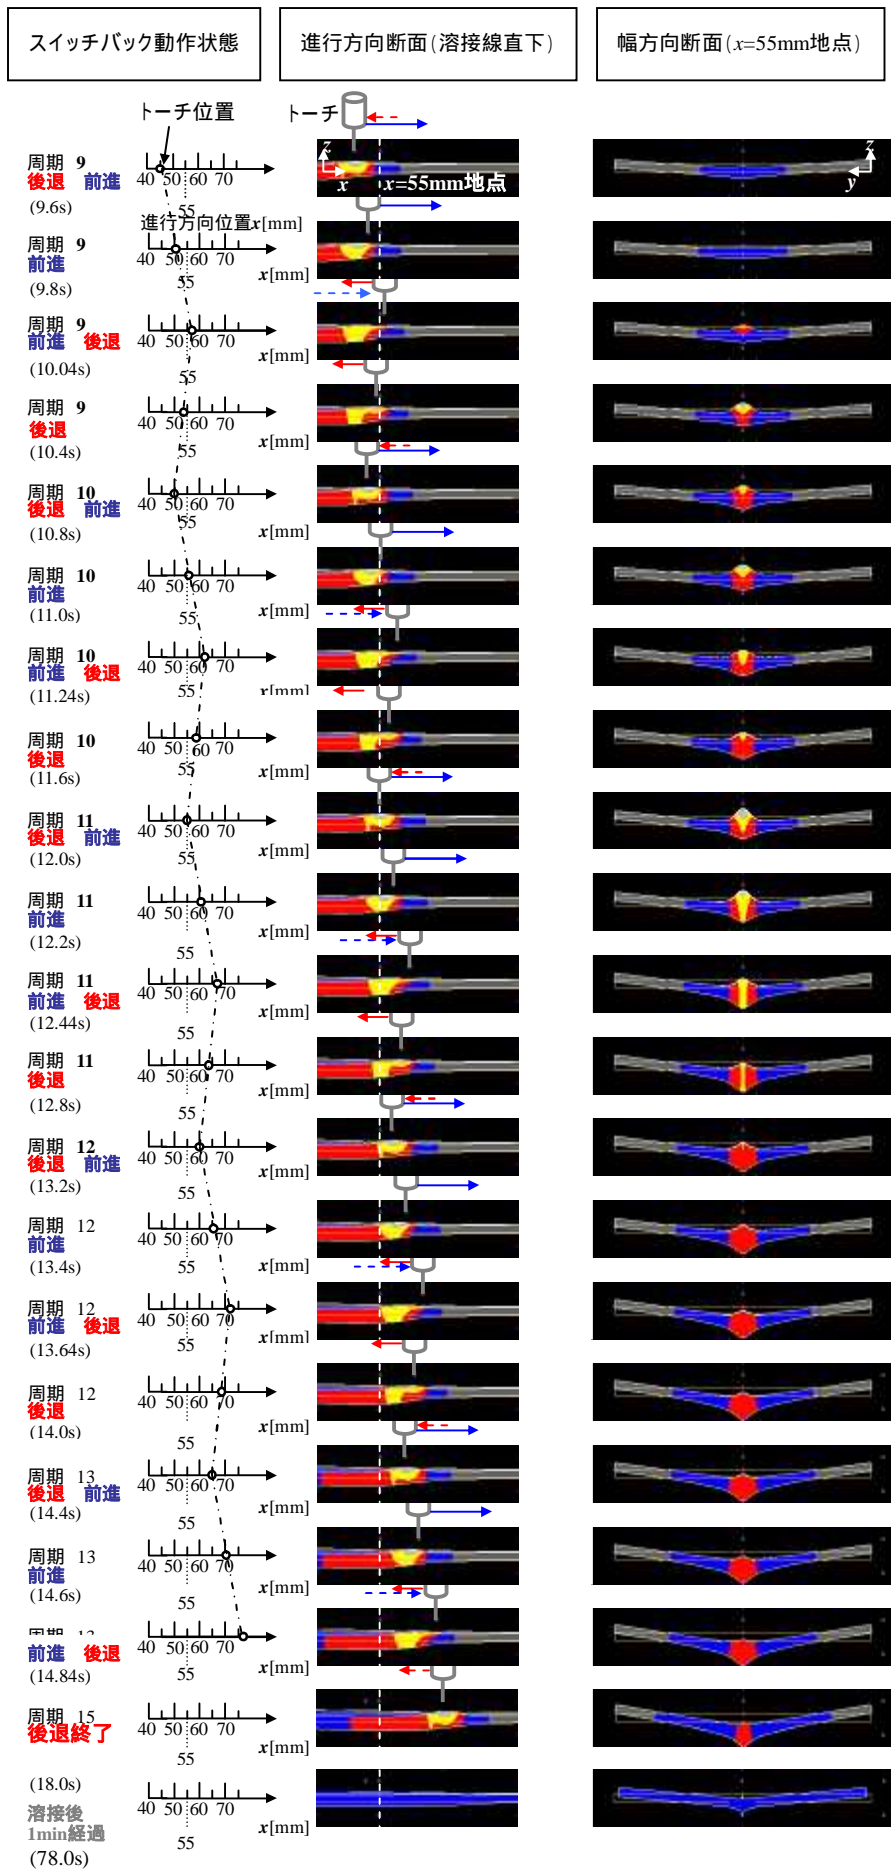 スイッチバック動作状態
進行方向断面(溶接線直下)
幅方向断面(x=55mm地点)
トーチ位置
トーチ
周期 9
後退 前進
(9.6s)
40 50 60 70
55
進行方向位置x[mm]
z
x
x=55mm地点
z
y
周期 9
前進
(9.8s)
40 50 60 70
55
x[mm]
周期 9
前進 後退
(10.04s)
40 50 60 70
55
x[mm]
周期 9
後退
(10.4s)
40 50 60 70
55
x[mm]
周期 10
後退 前進
(10.8s)
40 50 60 70
55
x[mm]
周期 10
前進
(11.0s)
40 50 60 70
55
x[mm]
周期 10
前進 後退
(11.24s)
40 50 60 70
55
x[mm]
周期 10
後退
(11.6s)
40 50 60 70
55
x[mm]
周期 11
後退 前進
(12.0s)
40 50 60 70
55
x[mm]
周期 11
前進
(12.2s)
40 50 60 70
55
x[mm]
周期 11
前進 後退
(12.44s)
40 50 60 70
55
x[mm]
周期 11
後退
(12.8s)
40 50 60 70
55
x[mm]
周期 12
後退 前進
(13.2s)
40 50 60 70
55
x[mm]
周期 12
前進
(13.4s)
40 50 60 70
55
x[mm]
周期 12
前進 後退
(13.64s)
40 50 60 70
55
x[mm]
周期 12
後退
(14.0s)
40 50 60 70
55
x[mm]
周期 13
後退 前進
(14.4s)
40 50 60 70
55
x[mm]
周期 13
前進
(14.6s)
40 50 60 70
55
x[mm]
周期 13
前進 後退
(14.84s)
40 50 60 70
55
x[mm]
周期 15
後退終了
(18.0s)
40 50 60 70
55
x[mm]
溶接後
1min経過
(78.0s)
40 50 60 70
55
x[mm]